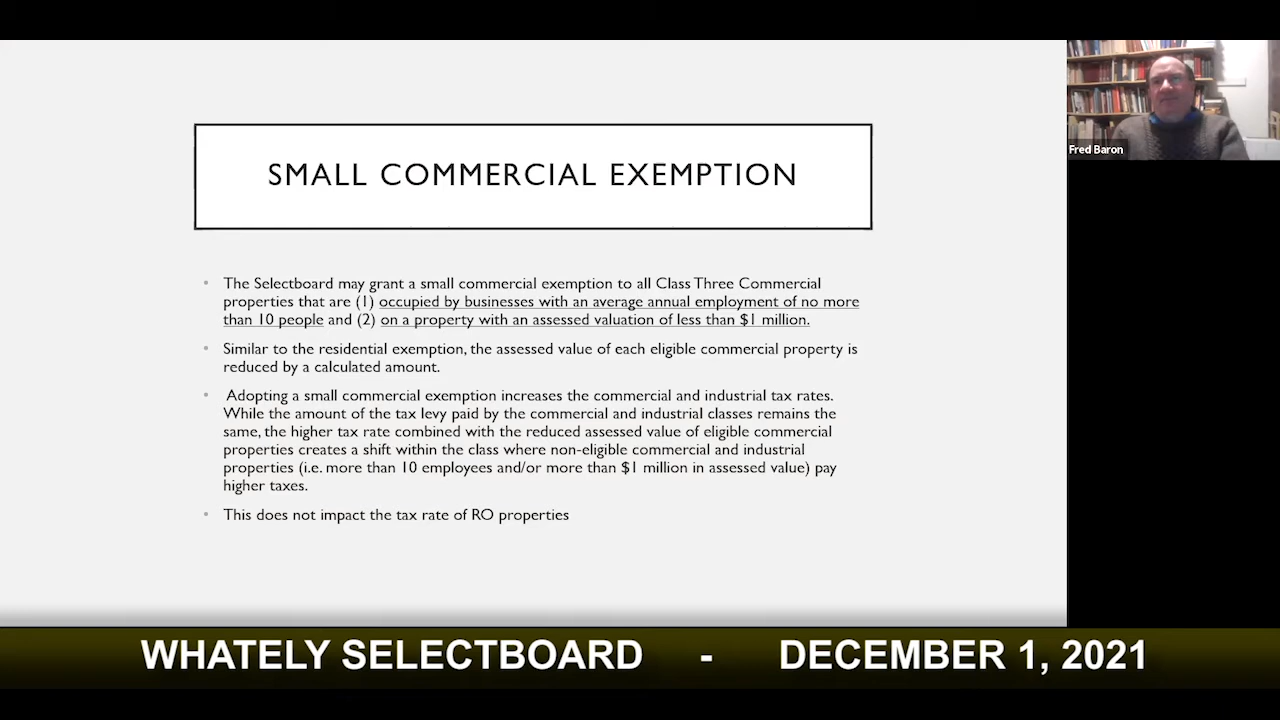 SMALL COMMERCIAL EXEMPTION
• The Selectboard may grant a small commercial exemption to all Class Three Commercial
properties that are (1) occupied by businesses with an average annual employment of no more
than 10 people and (2) on a property with an assessed valuation of less than $1 million.
• Similar to the residential exemption, the assessed value of each eligible commercial property is
reduced by a calculated amount.
• Adopting a small commercial exemption increases the commercial and industrial tax rates.
While the amount of the tax levy paid by the commercial and industrial classes remains the
same, the higher tax rate combined with the reduced assessed value of eligible commercial
properties creates a shift within the class where non-eligible commercial and industrial
properties (i.e. more than 10 employees and/or more than $1 million in assessed value) pay
higher taxes.
• This does not impact the tax rate of RO properties
Fred Baron
WHATELY SELECTBOARD - DECEMBER 1, 2021